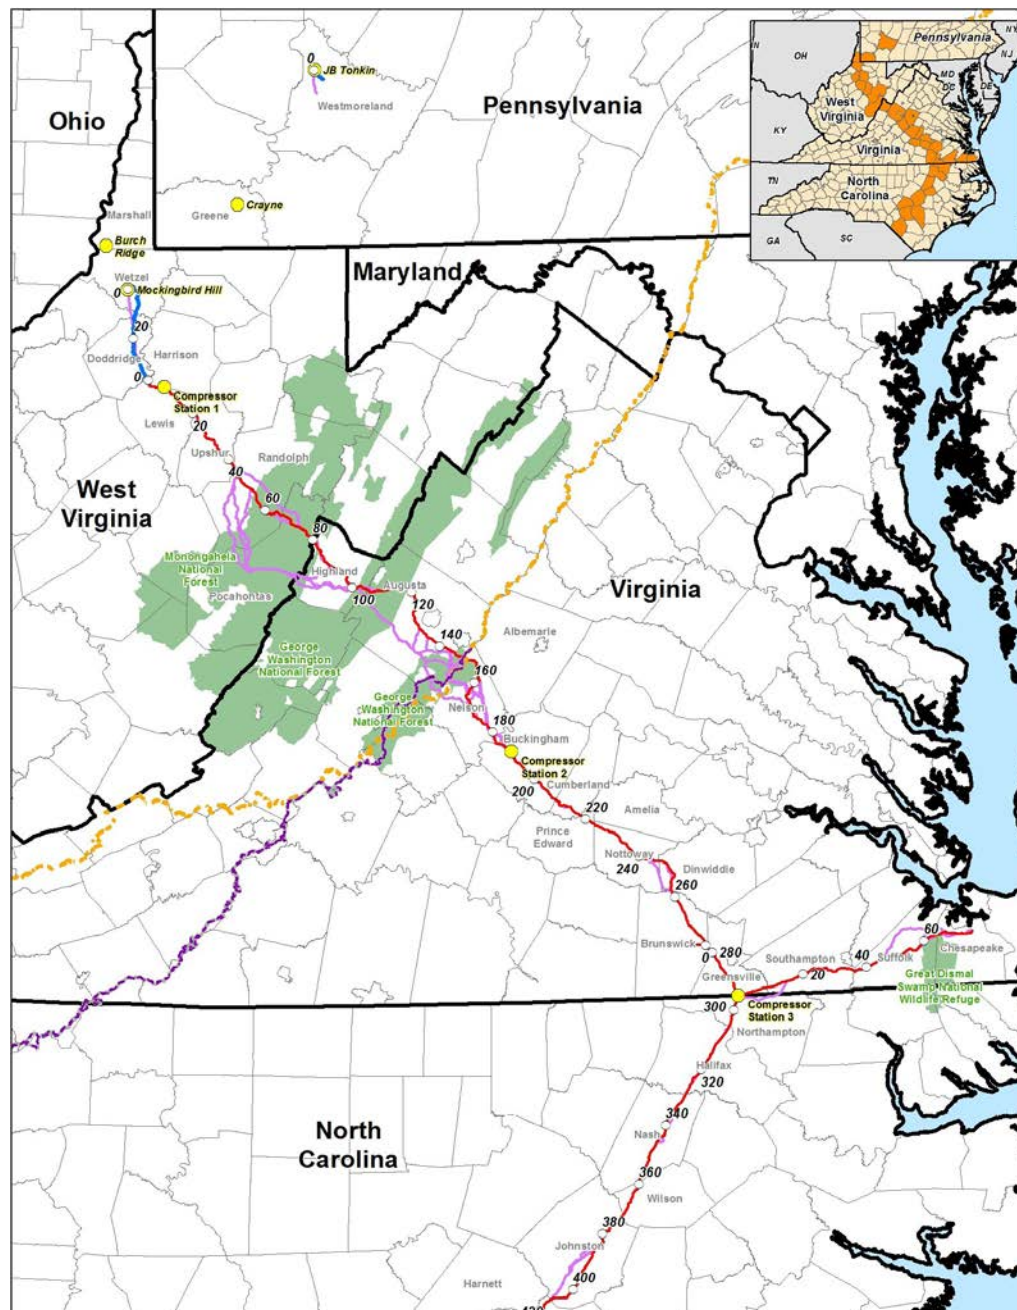 Ohio
Pennsylvania
0
JB Tonkin
Westmoreland
Greene
Crayne
Marshall
Burch
Ridge
Wetzel
0
Mockingbird Hill
20
Doddridge
Harrison
0
Compressor
Station 1
Lewis
20
Upshur
Randolph
40
60
80
West
Virginia
Maryland
Monongahela
National
Forest
Pocahontas
Highland
100
Augusta
120
140
Albemarle
Virginia
George
Washington
National Forest
George
Washington
National Forest
160
Nelson
180
Buckingham
Compressor
Station 2
200
Cumberland
220
Amelia
Prince
Edward
Nottoway
240
Dinwiddie
260
Brunswick
0
280
Greensville
Southampton
20
40
Suffolk
60
Chesapeake
Great Dismal
Swamp National
Wildlife Refuge
300
Compressor
Station 3
Northampton
Halifax
320
340
Nash
360
Wilson
380
Johnston
400
Harnett
420
North
Carolina
Pennsylvania
NY
NJ
OH
MD
DC
DE
IN
West
Virginia
KY
Virginia
TN
North
Carolina
GA
SC